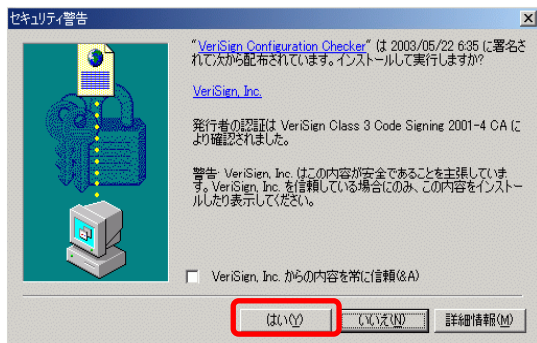 セキュリティ警告
"VeriSign Configuration Checker" は 2003/05/22 6:35 に署名さ
れて次から配布されています。インストールして実行しますか?
VeriSign, Inc.
発行者の認証は VeriSign Class 3 Code Signing 2001-4 CA に
より確認されました。
警告: VeriSign, Inc. はこの内容が安全であることを主張していま
す。VeriSign, Inc. を信頼している場合にのみ、この内容をインストー
ルしたり表示してください。
VeriSign, Inc. からの内容を常に信頼(&A)
はい(Y)
いいえ(N)
詳細情報(M)